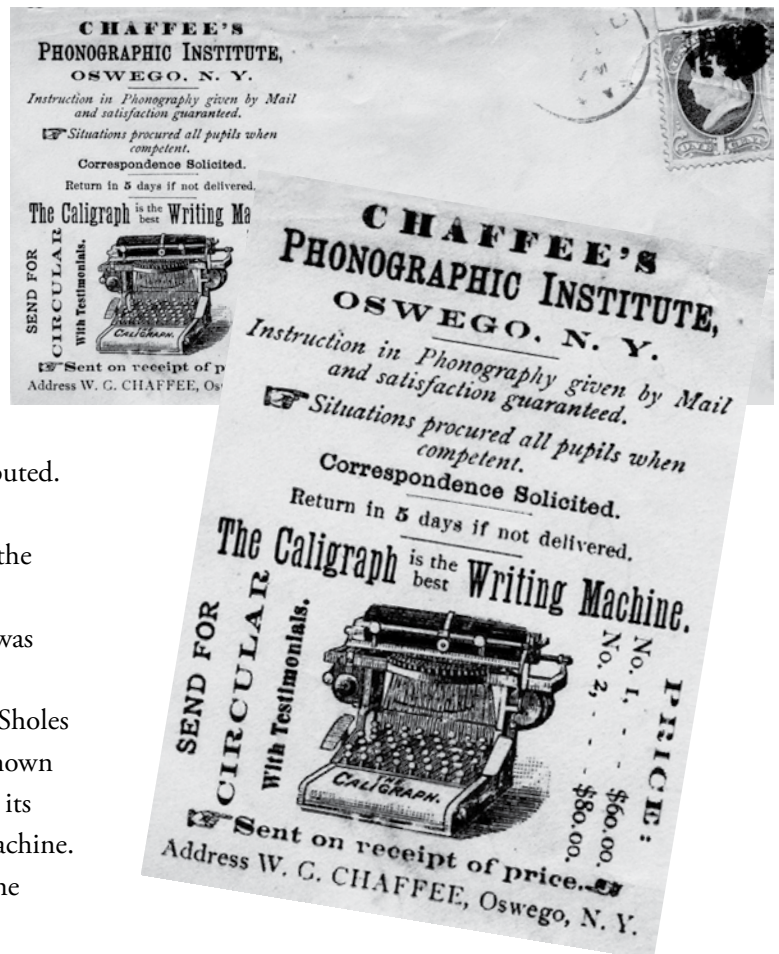 CHAFFEE'S
PHONOGRAPHIC INSTITUTE,
OSWEGO, N. Y.
Instruction in Phonography given by Mail
and satisfaction guaranteed.
☞Situations procured all pupils when
competent.
Correspondence Solicited.
Return in 5 days if not delivered.
The Caligraph is the best Writing Ma
SEND FOR
CIRCULAR
With Testimonials.
CALIGRAPH.
☞Sent on receipt of p
Address W. G. CHAFFEE, Os
CHAFFEE'S
PHONOGRAPHIC INSTITUTE,
OSWEGO, N. Y.
Instruction in Phonography given by Mail
and satisfaction guaranteed.
☞Situations procured all pupils when
competent.
Correspondence Solicited.
Return in 5 days if not delivered.
The Caligraph is the best Writing Machine.
SEND FOR
CIRCULAR
With Testimonials.
THE
CALIGRAPH.
PRICE:
No. 1, - - $60.00.
No. 2, - - $80.00.
☞Sent on receipt of price.☜
Address W. G. CHAFFEE, Oswego, N. Y.
outed.
the
was
Sholes
nown
its
achine.
ne